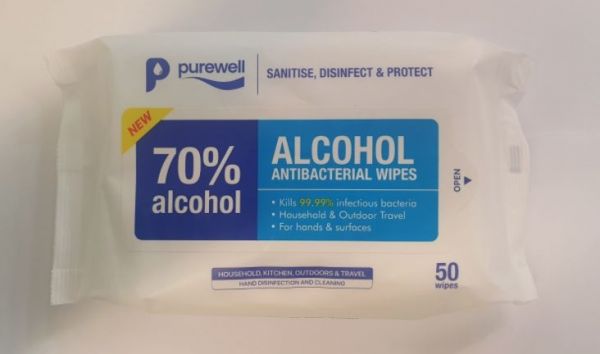 purewell
SANITISE, DISINFECT & PROTECT
NEW
70%
alcohol
ALCOHOL
ANTIBACTERIAL WIPES
• Kills 99.99% infectious bacteria
• Household & Outdoor Travel
• For hands & surfaces
OPEN
HOUSEHOLD, KITCHEN, OUTDOORS & TRAVEL
HAND DISINFECTION AND CLEANING
50
wipes